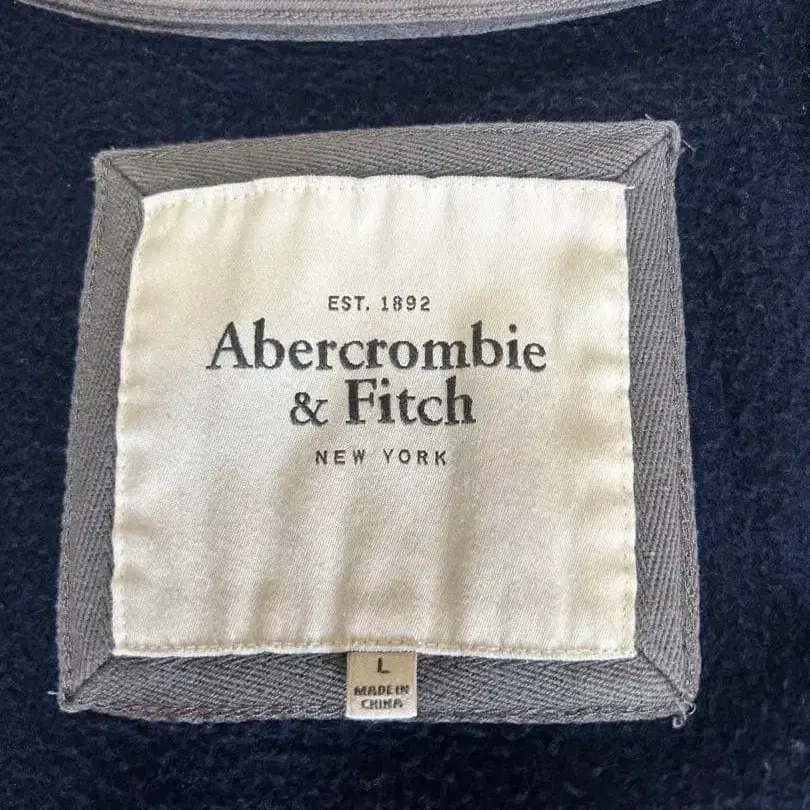 EST. 1892
Abercrombie
& Fitch
NEW YORK
L
MADE IN
CHINA